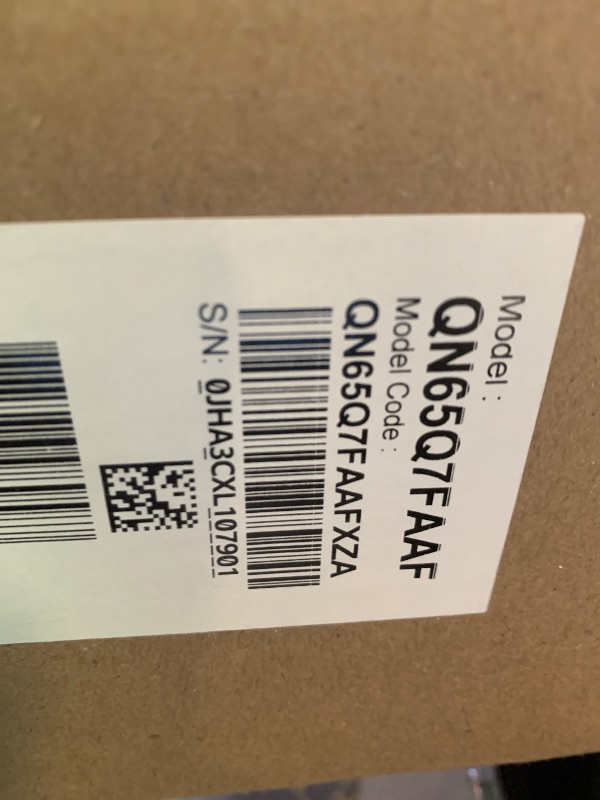 Model :
QN65Q7FAAF
Model Code :
QN65Q7FAAFXZA
S/N: 0JHA3CXL107901